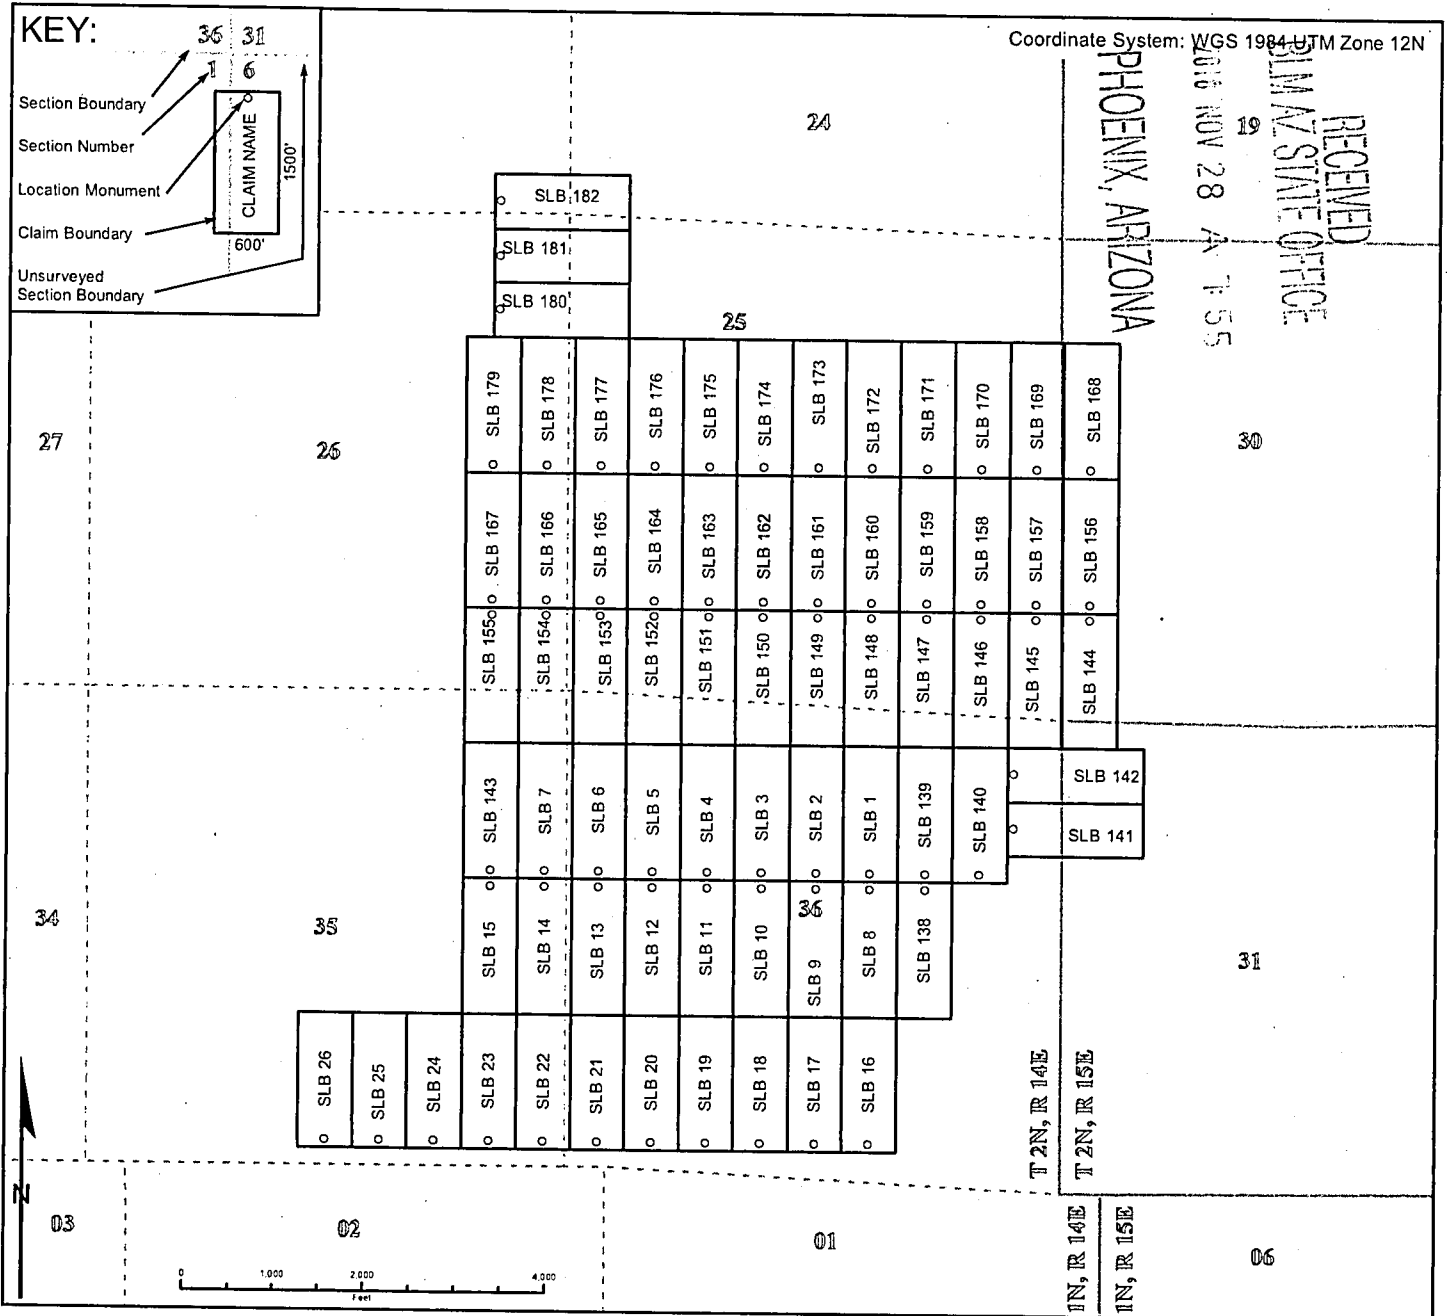 KEY:
36 31
1 6
Section Boundary
Section Number
Location Monument
Claim Boundary
Unsurveyed
Section Boundary
CLAIM NAME
1500'
600'
Coordinate System: WGS 1984 UTM Zone 12N
RECEIVED
BLM AZ STATE OFFICE
2016 NOV 28 A 7:55
PHOENIX, ARIZONA
24
19
SLB 182
SLB 181
SLB 180
25
27
26
30
SLB 179
SLB 178
SLB 177
SLB 176
SLB 175
SLB 174
SLB 173
SLB 172
SLB 171
SLB 170
SLB 169
SLB 168
SLB 167
SLB 166
SLB 165
SLB 164
SLB 163
SLB 162
SLB 161
SLB 160
SLB 159
SLB 158
SLB 157
SLB 156
SLB 155
SLB 154
SLB 153
SLB 152
SLB 151
SLB 150
SLB 149
SLB 148
SLB 147
SLB 146
SLB 145
SLB 144
SLB 143
SLB 7
SLB 6
SLB 5
SLB 4
SLB 3
SLB 2
SLB 1
SLB 139
SLB 140
SLB 142
SLB 141
34
35
36
31
SLB 15
SLB 14
SLB 13
SLB 12
SLB 11
SLB 10
SLB 9
SLB 8
SLB 138
SLB 26
SLB 25
SLB 24
SLB 23
SLB 22
SLB 21
SLB 20
SLB 19
SLB 18
SLB 17
SLB 16
T 2N, R 14E
T 2N, R 15E
N
03
02
01
06
1N, R 14E
1N, R 15E
0 1,000 2,000 4,000
Feet